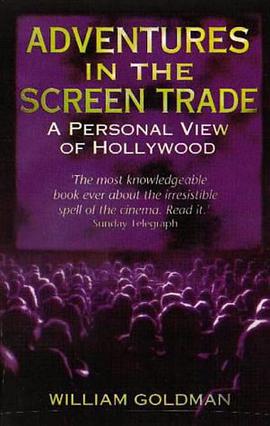 ADVENTURES
IN THE
SCREEN TRADE
A PERSONAL VIEW
OF HOLLYWOOD
'The most knowledgeable
book ever about the irresistible
spell of the cinema. Read it.'
Sunday Telegraph
WILLIAM GOLDMAN